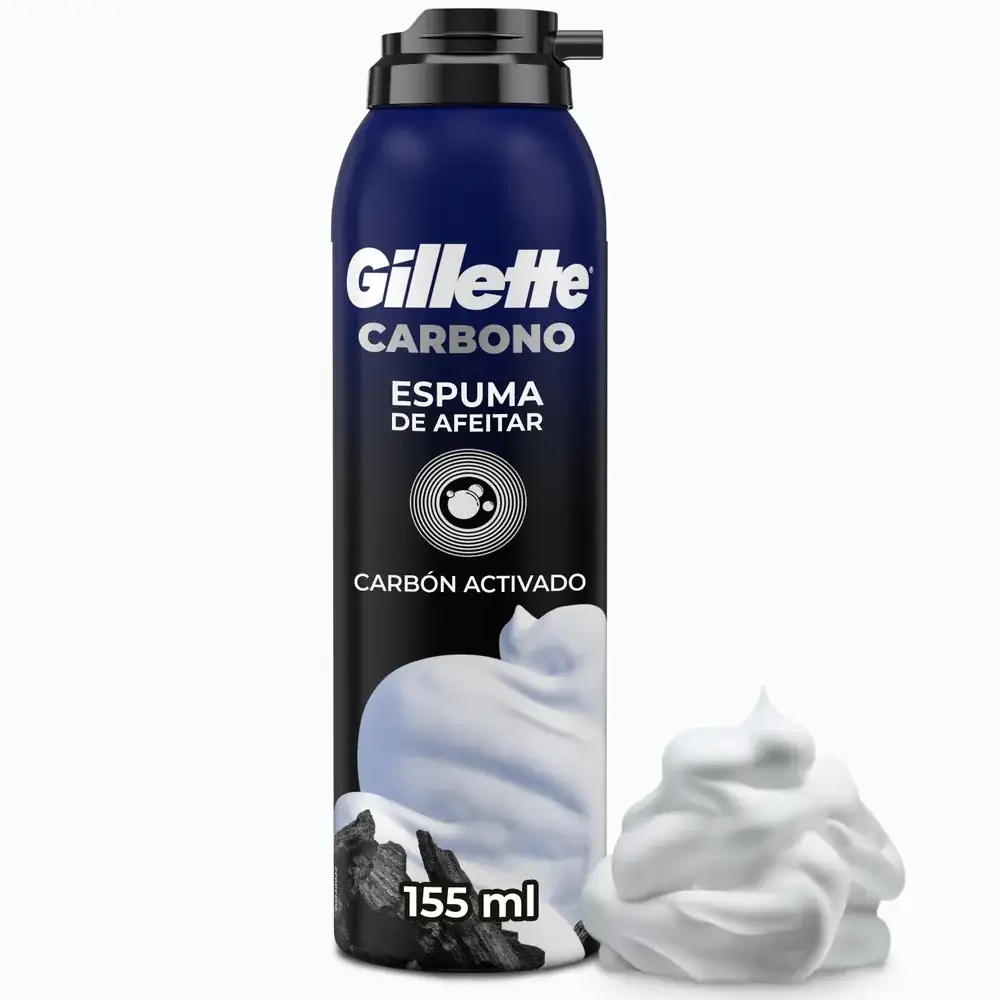 Gillette
CARBONO
ESPUMA
DE AFEITAR
CARBÓN ACTIVADO
155 ml